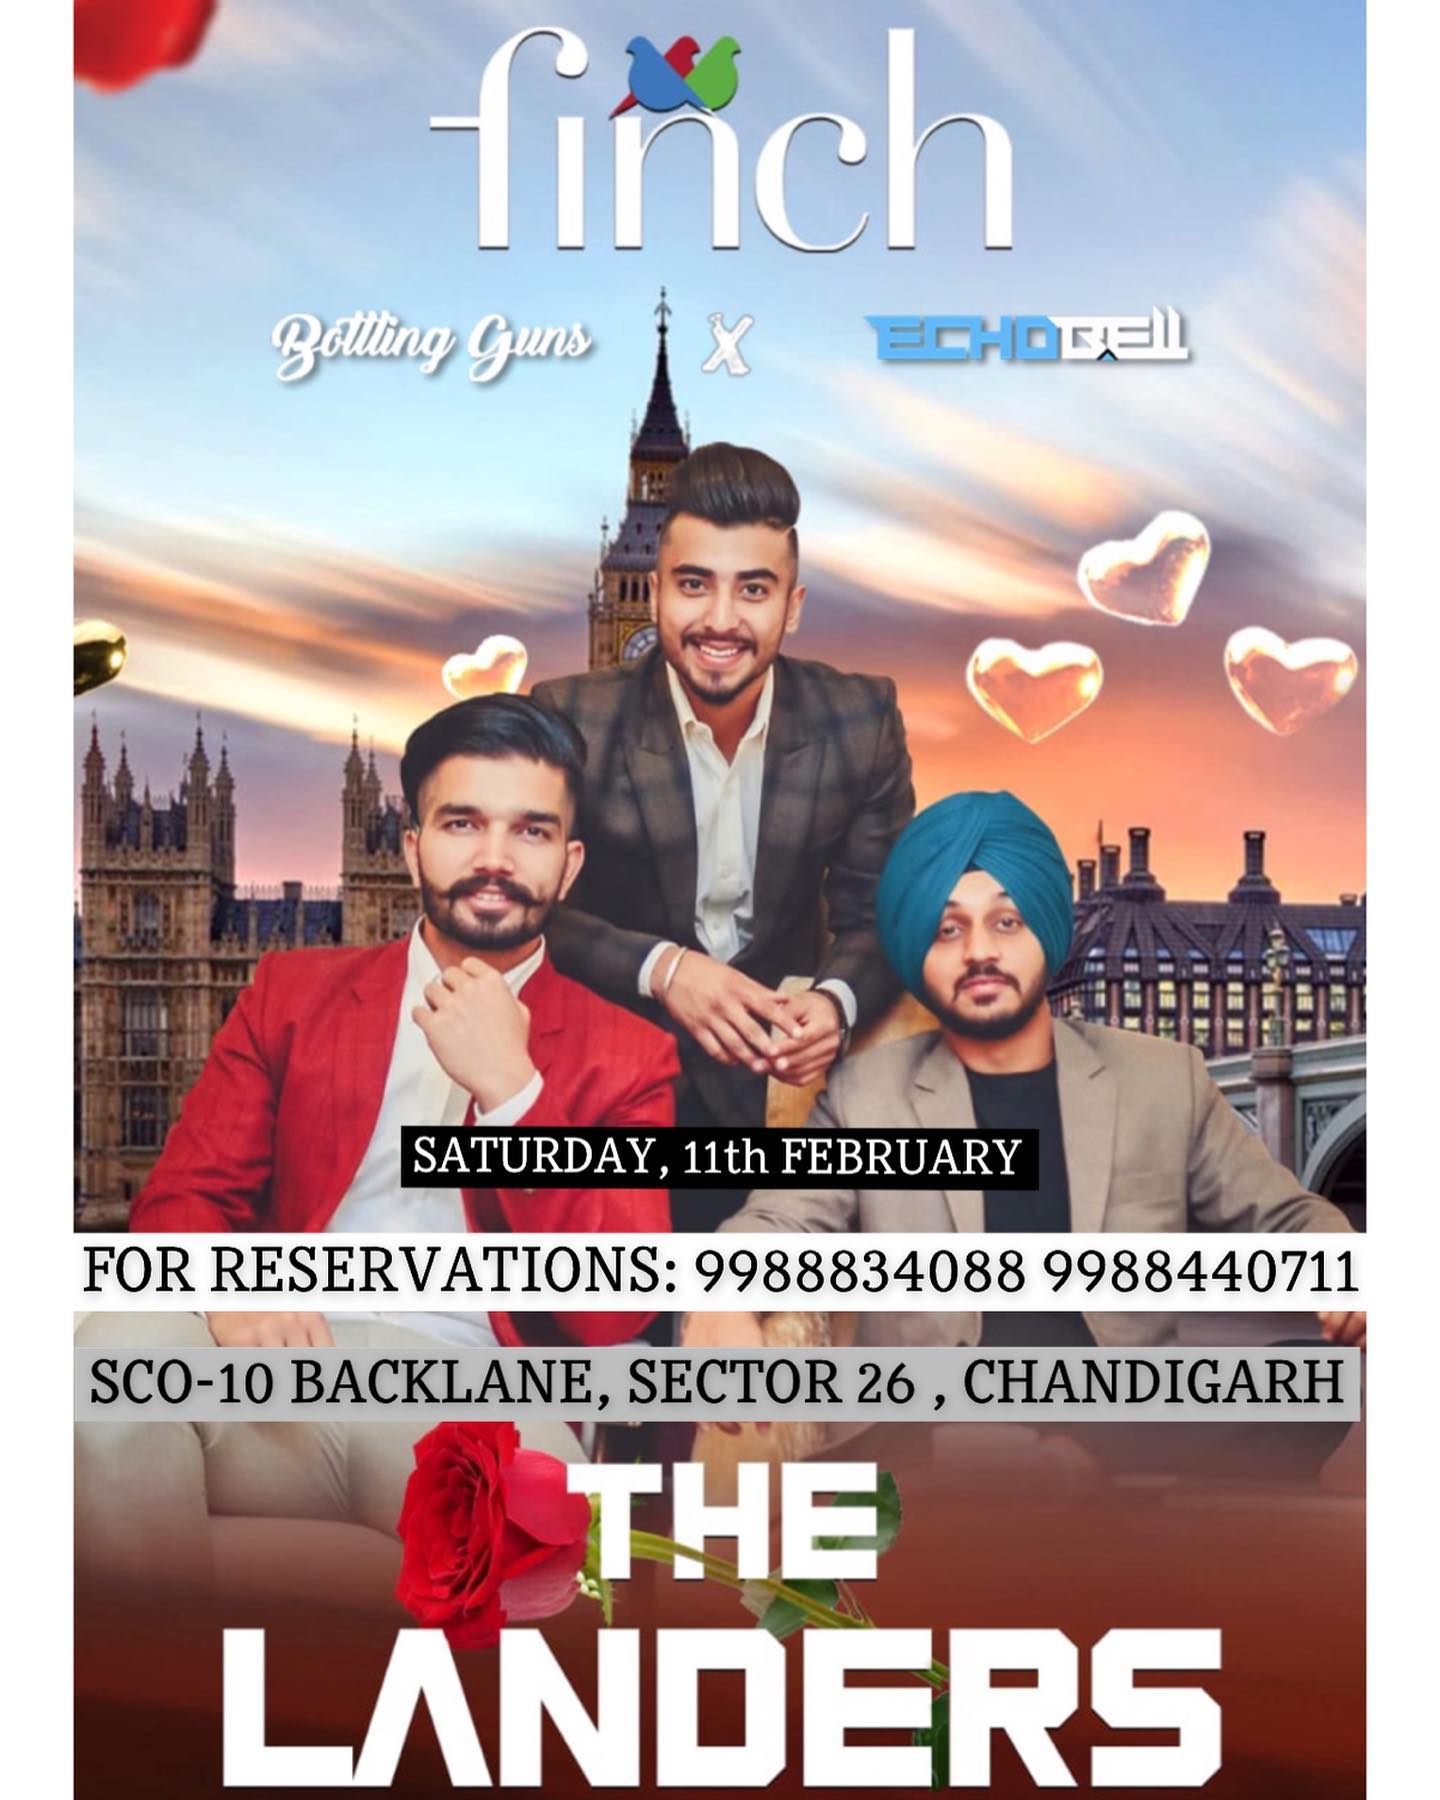 finch
Bottling Guns X ECHOBELL
SATURDAY, 11th FEBRUARY
FOR RESERVATIONS: 9988834088 9988440711
SCO-10 BACKLANE, SECTOR 26 , CHANDIGARH
THE
LANDERS